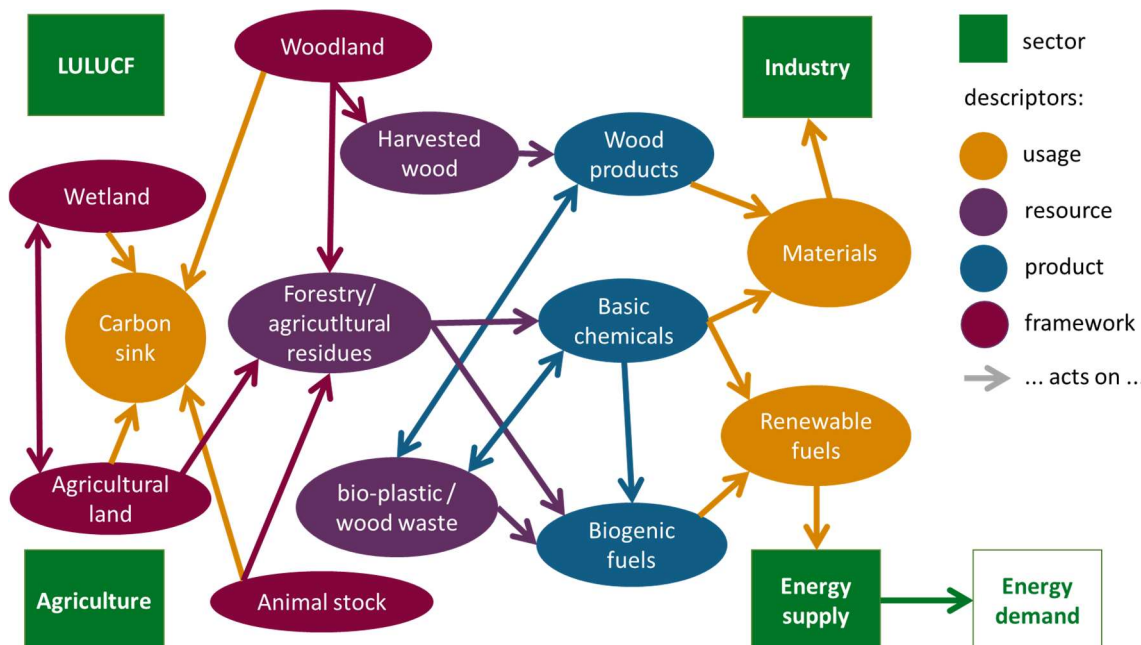 LULUCF
Woodland
Industry
sector
descriptors:
Harvested
wood
Wood
products
usage
Wetland
resource
Materials
product
Carbon
sink
Forestry/
agricutltural
residues
Basic
chemicals
framework
... acts on ...
Renewable
fuels
Agricultural
land
bio-plastic /
wood waste
Biogenic
fuels
Agriculture
Animal stock
Energy
supply
Energy
demand